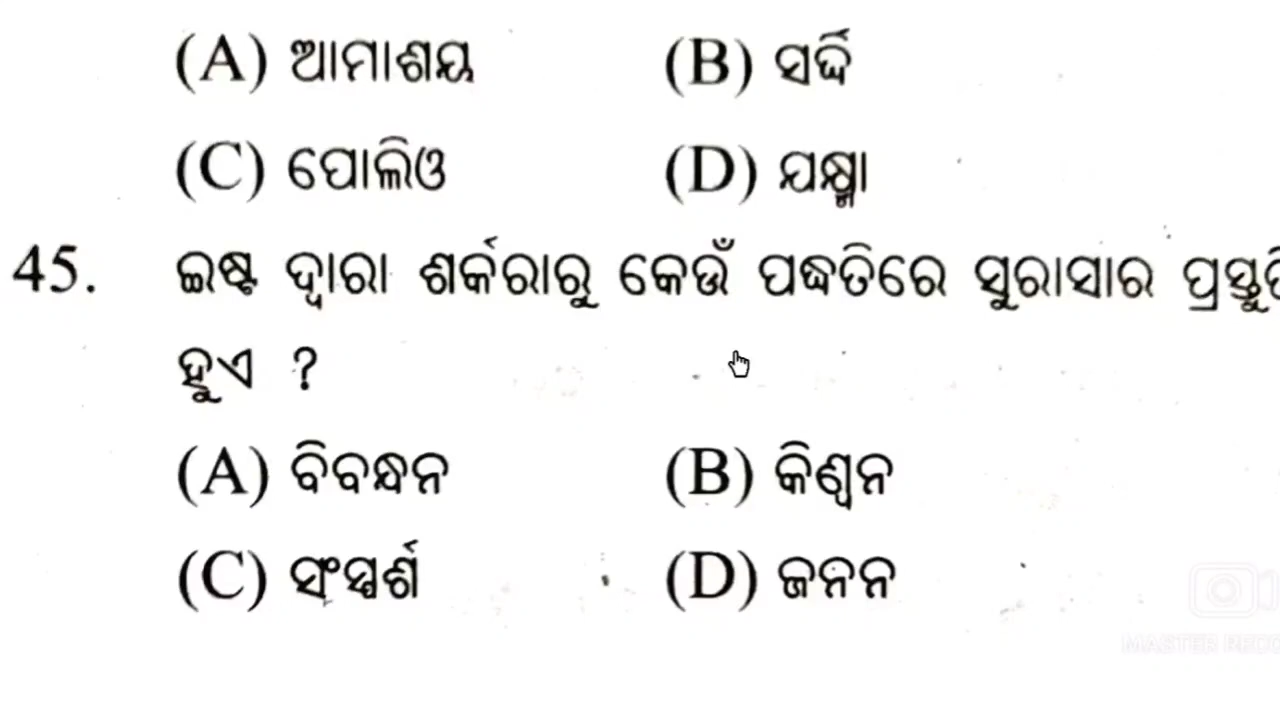 (A) ଆମାଶୟ (B) ସର୍ଦ୍ଦି
(C) ପୋଲିଓ (D) ଯକ୍ଷ୍ମା
45. ଇଷ୍ଟ ଦ୍ୱାରା ଶର୍କରାରୁ କେଉଁ ପଦ୍ଧତିରେ ସୁରାସାର ପ୍ରସ୍ତୁତି
ହୁଏ ?
(A) ବିବନ୍ଧନ (B) କିଣ୍ୱନ
(C) ସଂସ୍ପର୍ଶ (D) ଜନନ